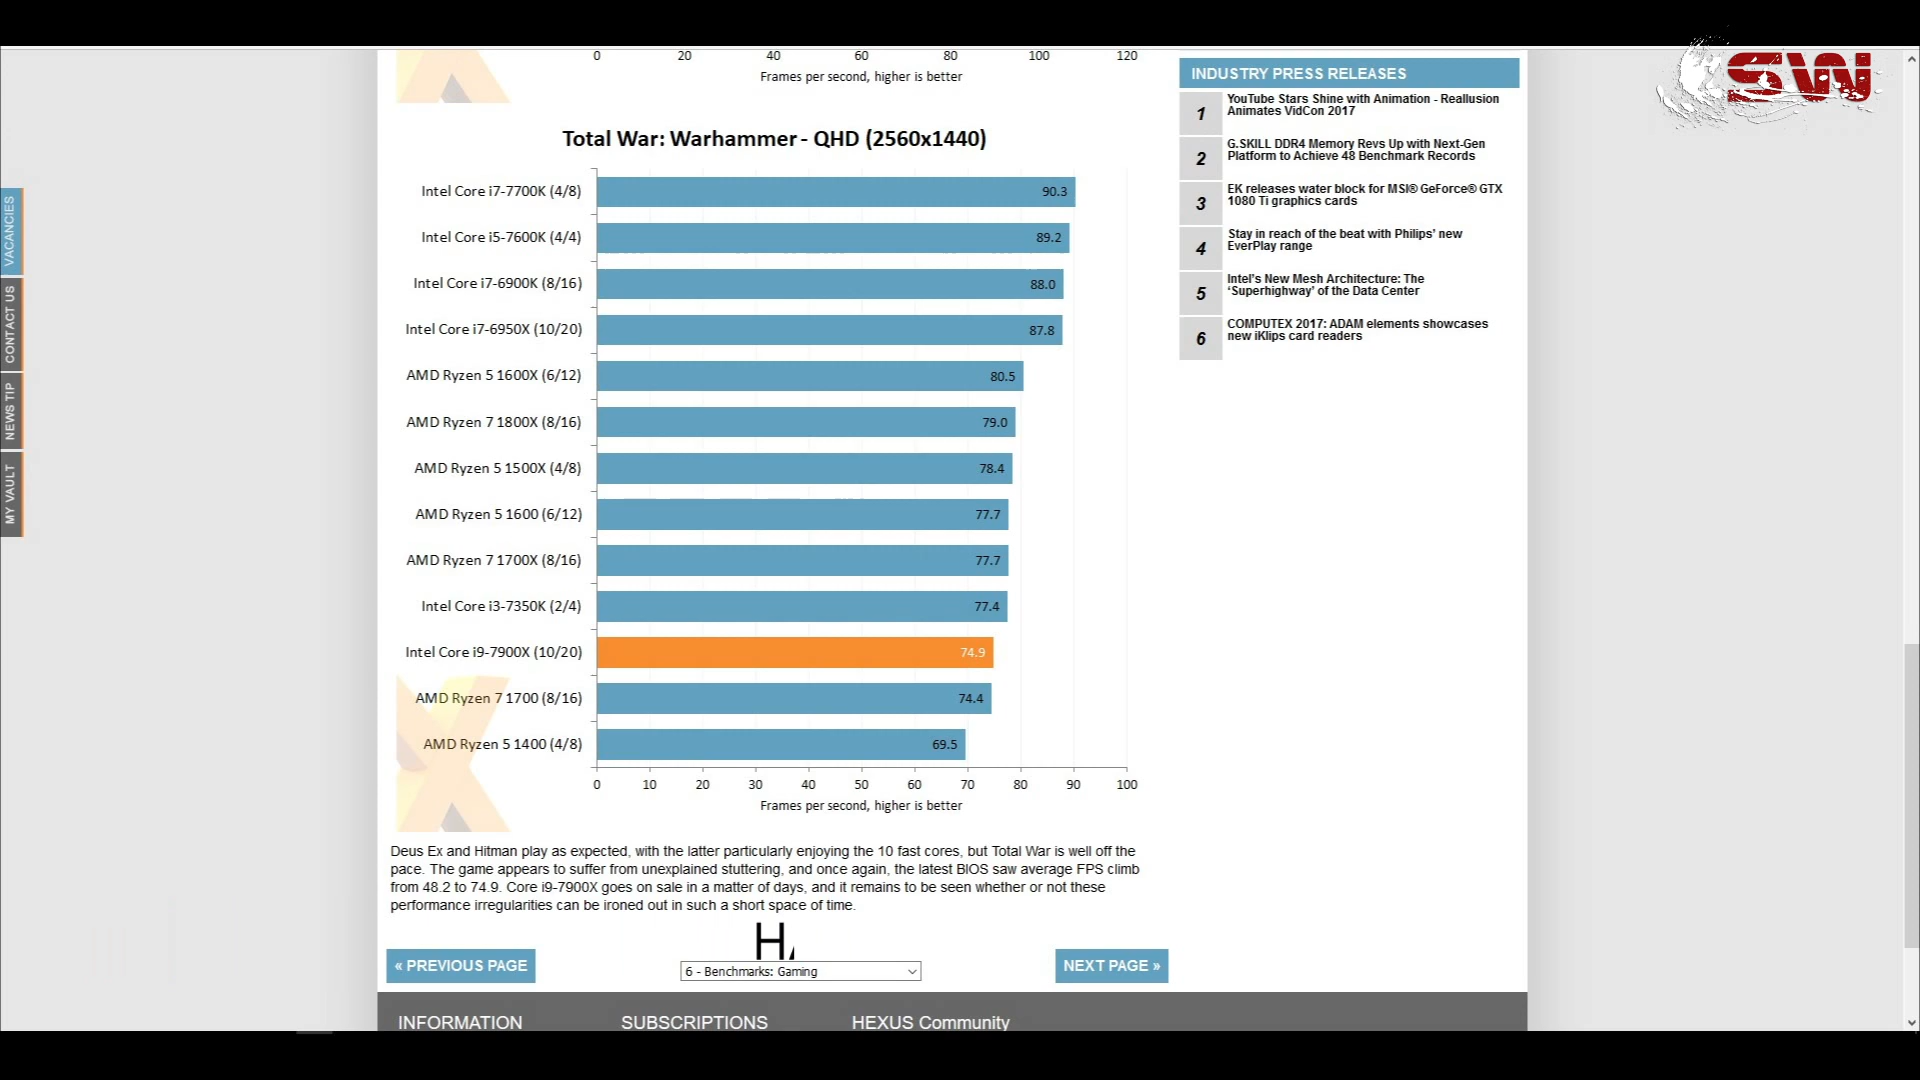 0 20 40 60 80 100 120
Frames per second, higher is better
Total War: Warhammer - QHD (2560x1440)
Intel Core i7-7700K (4/8) 90.3
Intel Core i5-7600K (4/4) 89.2
Intel Core i7-6900K (8/16) 88.0
Intel Core i7-6950X (10/20) 87.8
AMD Ryzen 5 1600X (6/12) 80.5
AMD Ryzen 7 1800X (8/16) 79.0
AMD Ryzen 5 1500X (4/8) 78.4
AMD Ryzen 5 1600 (6/12) 77.7
AMD Ryzen 7 1700X (8/16) 77.7
Intel Core i3-7350K (2/4) 77.4
Intel Core i9-7900X (10/20) 74.9
AMD Ryzen 7 1700 (8/16) 74.4
AMD Ryzen 5 1400 (4/8) 69.5
0 10 20 30 40 50 60 70 80 90 100
Frames per second, higher is better
Deus Ex and Hitman play as expected, with the latter particularly enjoying the 10 fast cores, but Total War is well off the
pace. The game appears to suffer from unexplained stuttering, and once again, the latest BIOS saw average FPS climb
from 48.2 to 74.9. Core i9-7900X goes on sale in a matter of days, and it remains to be seen whether or not these
performance irregularities can be ironed out in such a short space of time.
« PREVIOUS PAGE
6 - Benchmarks: Gaming
NEXT PAGE »
INFORMATION
SUBSCRIPTIONS
HEXUS Community
INDUSTRY PRESS RELEASES
1 YouTube Stars Shine with Animation - Reallusion
Animates VidCon 2017
2 G.SKILL DDR4 Memory Revs Up with Next-Gen
Platform to Achieve 48 Benchmark Records
3 EK releases water block for MSI® GeForce® GTX
1080 Ti graphics cards
4 Stay in reach of the beat with Philips' new
EverPlay range
5 Intel's New Mesh Architecture: The
‘Superhighway’ of the Data Center
6 COMPUTEX 2017: ADAM elements showcases
new iKlips card readers
VACANCIES
CONTACT US
NEWS TIP
MY VAULT
SW